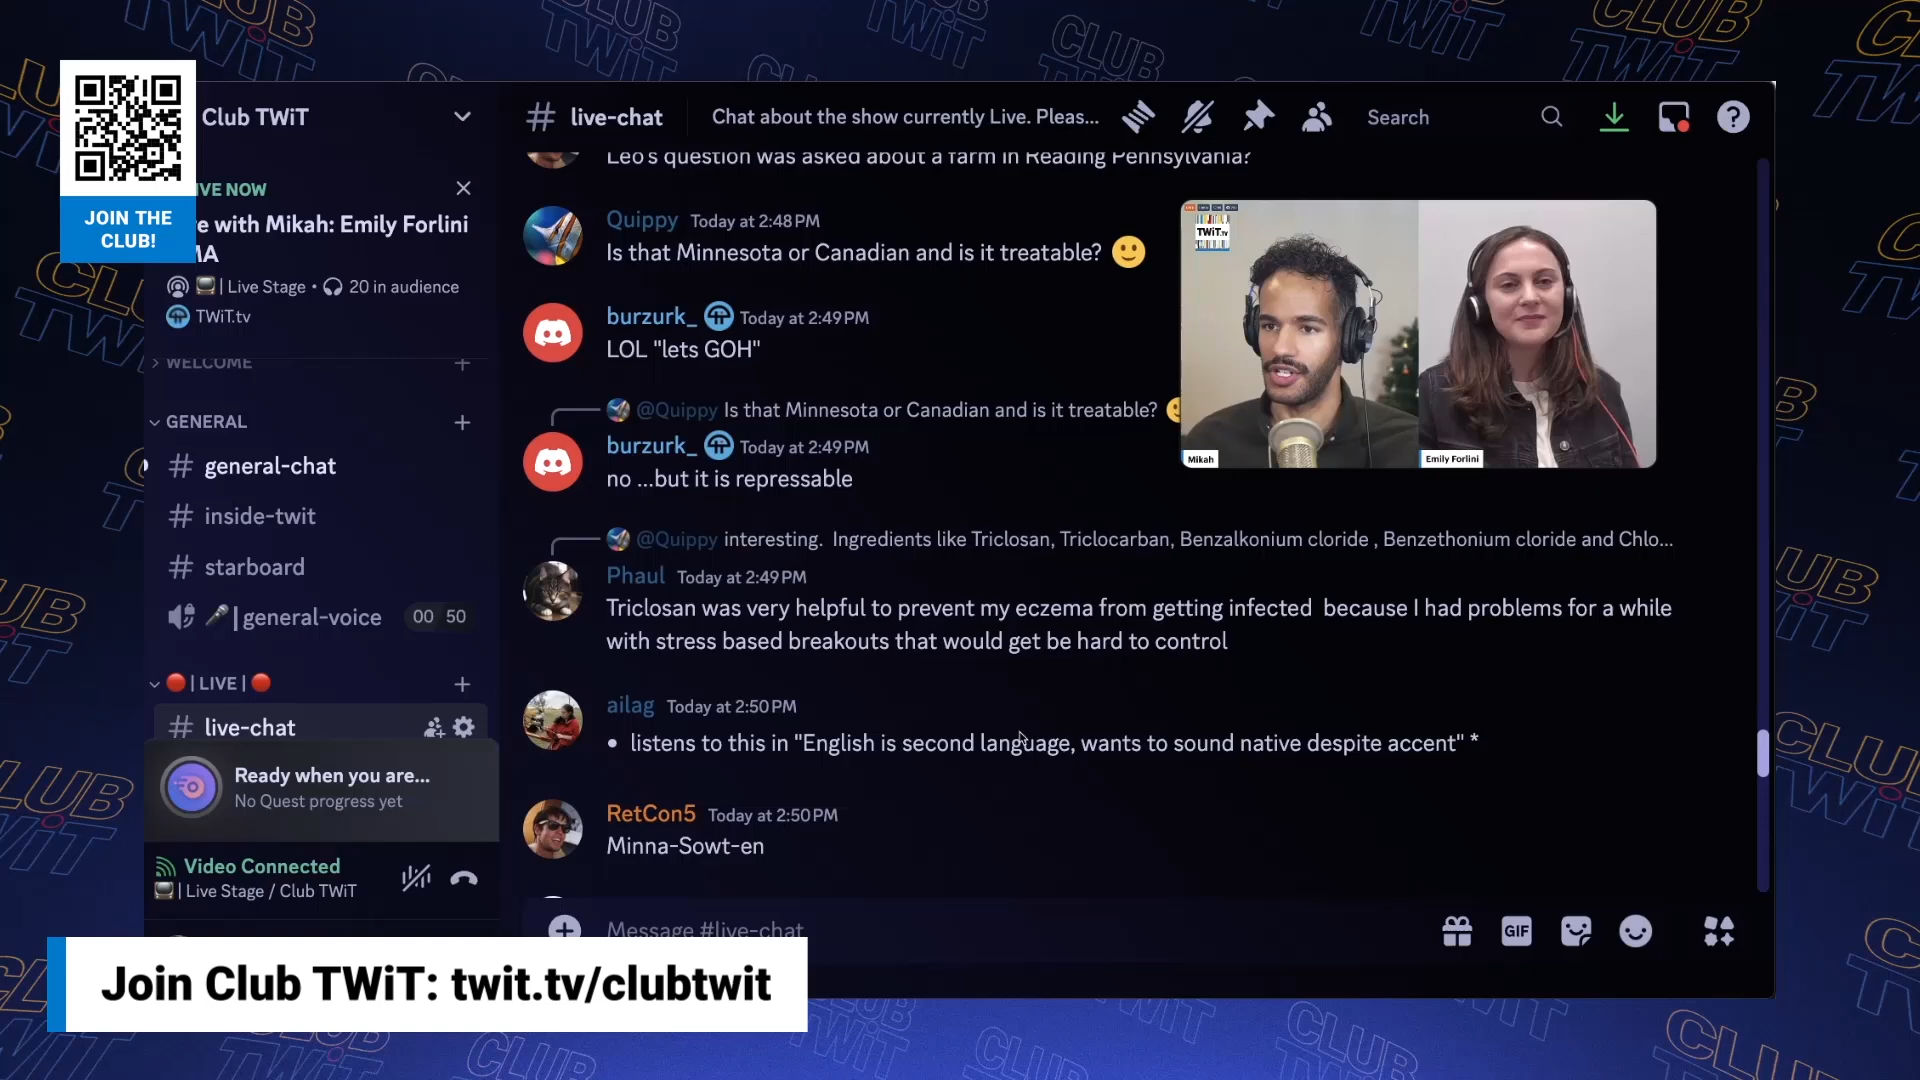 JOIN THE
CLUB!
Club TWiT
IVE NOW
re with Mikah: Emily Forlini
MA
| Live Stage • 20 in audience
TWiT.tv
WELCOME
GENERAL
# general-chat
# inside-twit
# starboard
| general-voice 00 50
| LIVE |
# live-chat
Ready when you are...
No Quest progress yet
Video Connected
| Live Stage / Club TWiT
# live-chat
Chat about the show currently Live. Pleas...
Search
Leo's question was asked about a farm in Reading Pennsylvania?
Quippy Today at 2:48 PM
Is that Minnesota or Canadian and is it treatable? 🙂
burzurk_ Today at 2:49 PM
LOL "lets GOH"
@Quippy Is that Minnesota or Canadian and is it treatable?
burzurk_ Today at 2:49 PM
no ...but it is repressable
@Quippy interesting. Ingredients like Triclosan, Triclocarban, Benzalkonium cloride , Benzethonium cloride and Chlo...
Phaul Today at 2:49 PM
Triclosan was very helpful to prevent my eczema from getting infected because I had problems for a while
with stress based breakouts that would get be hard to control
ailag Today at 2:50 PM
• listens to this in "English is second language, wants to sound native despite accent" *
RetCon5 Today at 2:50 PM
Minna-Sowt-en
Message #live-chat
GIF
TWiT.tv
Mikah
Emily Forlini
Join Club TWiT: twit.tv/clubtwit
CLUB TWiT